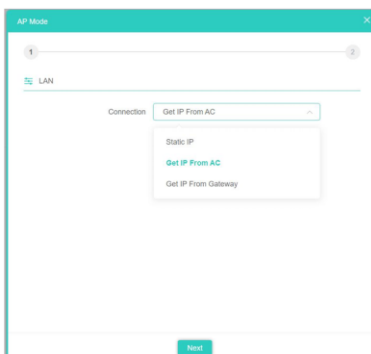 AP Mode
1
2
LAN
Connection Get IP From AC
Static IP
Get IP From AC
Get IP From Gateway
Next